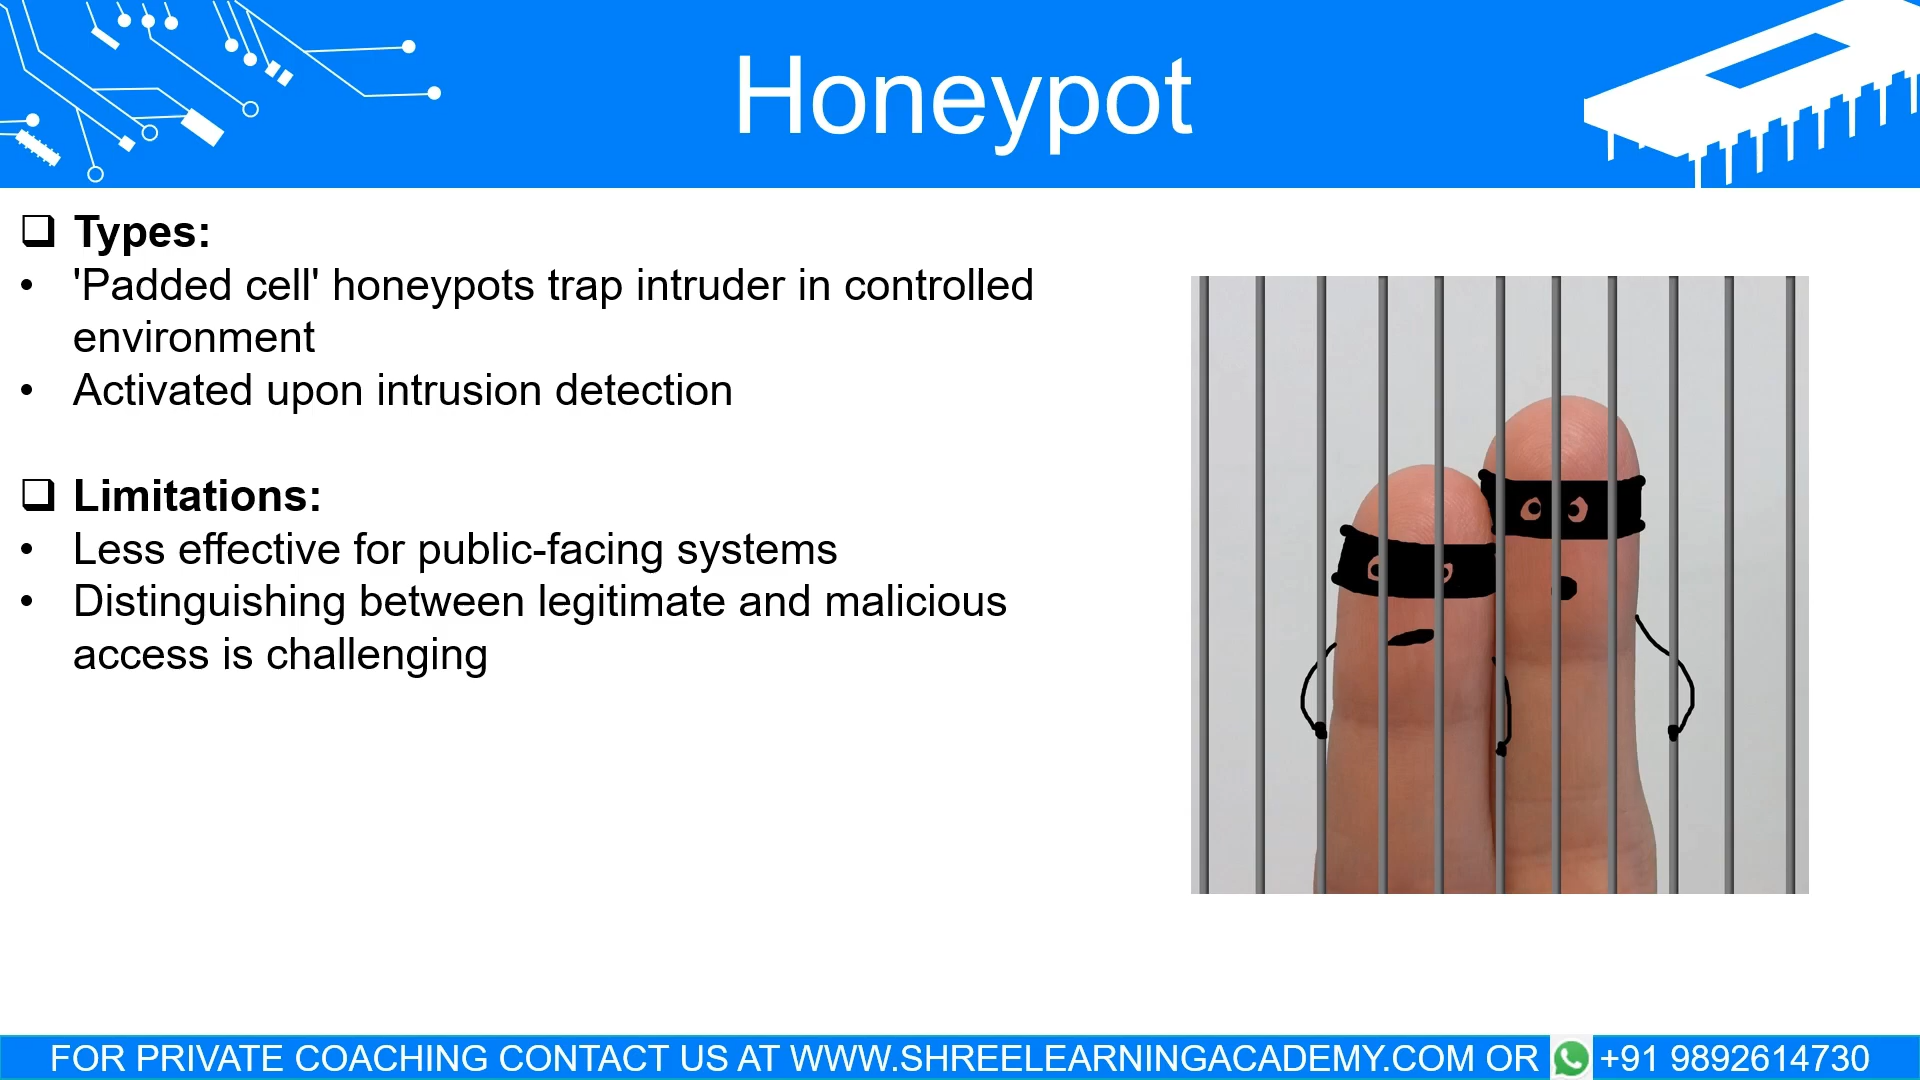 Honeypot
❑ Types:
• 'Padded cell' honeypots trap intruder in controlled
environment
• Activated upon intrusion detection
❑ Limitations:
• Less effective for public-facing systems
• Distinguishing between legitimate and malicious
access is challenging
FOR PRIVATE COACHING CONTACT US AT WWW.SHREELEARNINGACADEMY.COM OR +91 9892614730